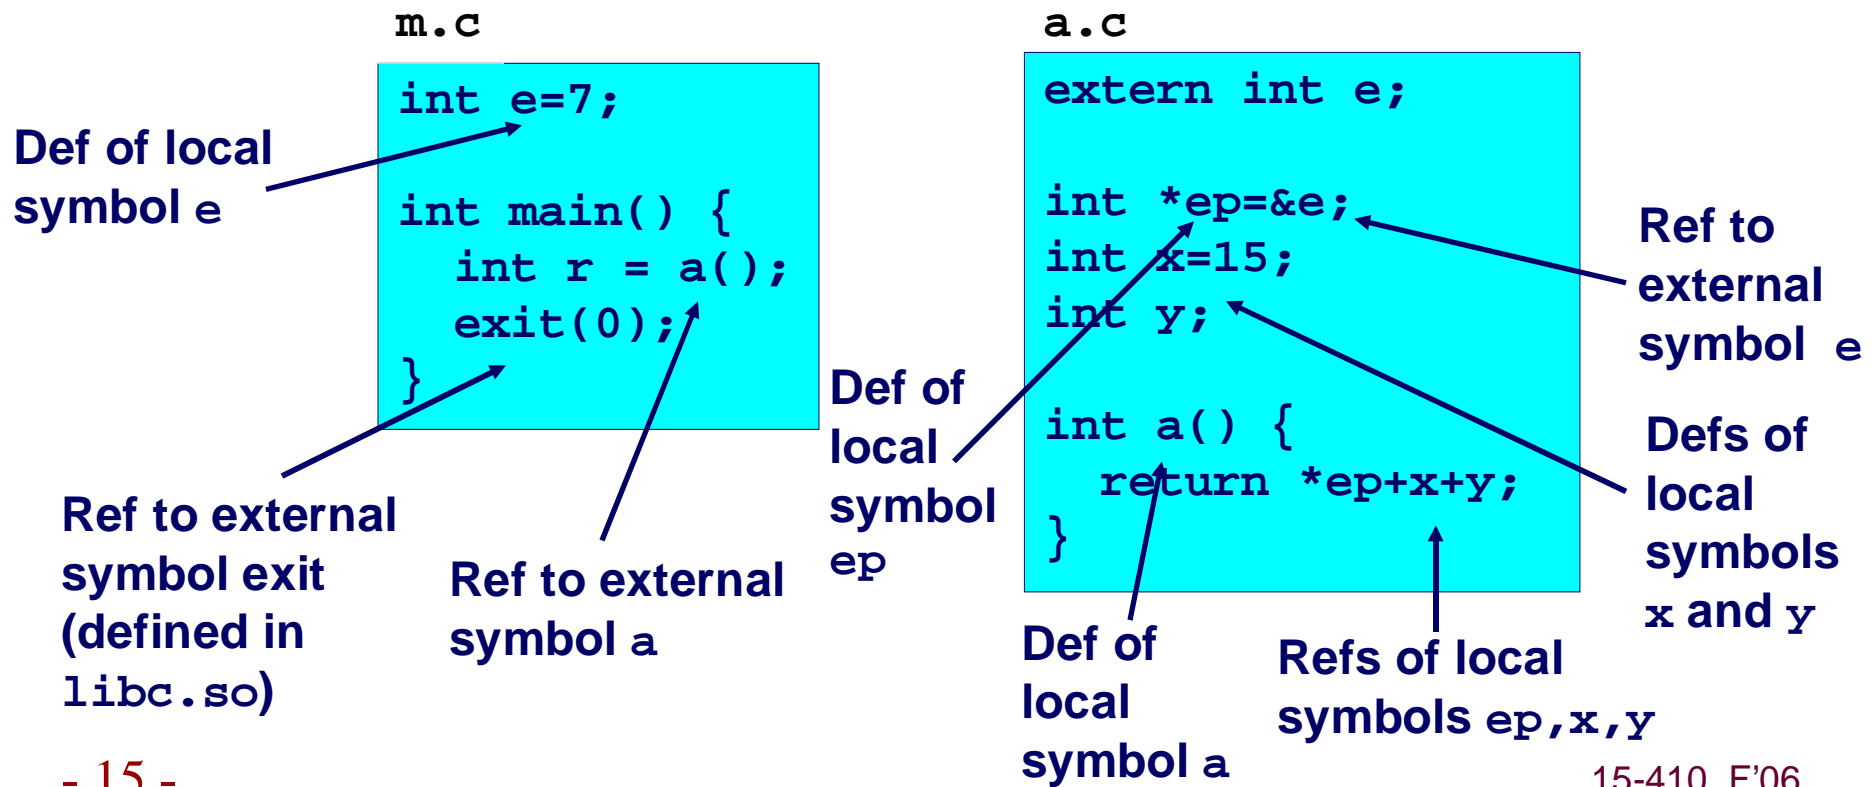 m.c
int e=7;
int main() {
  int r = a();
  exit(0);
}
Def of local
symbol e
Ref to external
symbol exit
(defined in
libc.so)
Ref to external
symbol a
a.c
extern int e;
int *ep=&e;
int x=15;
int y;
int a() {
  return *ep+x+y;
}
Def of
local
symbol
ep
Ref to
external
symbol e
Defs of
local
symbols
x and y
Def of
local
symbol a
Refs of local
symbols ep,x,y
- 15 -
15-410, F'06